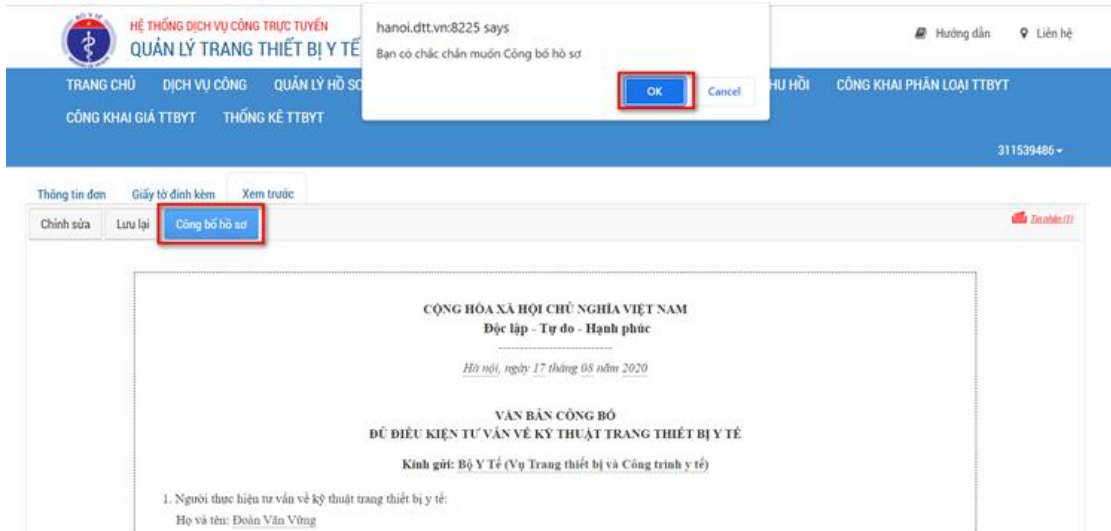 HỆ THỐNG DỊCH VỤ CÔNG TRỰC TUYẾN
QUẢN LÝ TRANG THIẾT BỊ Y TẾ
hanoi.dtt.vn:8225 says
Bạn có chắc chắn muốn Công bố hồ sơ
OK
Cancel
Hướng dẫn
Liên hệ
TRANG CHỦ
DỊCH VỤ CÔNG
QUẢN LÝ HỒ SƠ
HU HỒI
CÔNG KHAI PHÂN LOẠI TTBYT
CÔNG KHAI GIÁ TTBYT
THỐNG KÊ TTBYT
311539486
Thông tin đơn
Giấy tờ đính kèm
Xem trước
Chỉnh sửa
Lưu lại
Công bố hồ sơ
Tin nhắn (1)
CỘNG HÒA XÃ HỘI CHỦ NGHĨA VIỆT NAM
Độc lập - Tự do - Hạnh phúc
Hà nội, ngày 17 tháng 08 năm 2020
VĂN BẢN CÔNG BỐ
ĐỦ ĐIỀU KIỆN TƯ VẤN VỀ KỸ THUẬT TRANG THIẾT BỊ Y TẾ
Kính gửi: Bộ Y Tế (Vụ Trang thiết bị và Công trình y tế)
1. Người thực hiện tư vấn về kỹ thuật trang thiết bị y tế:
Họ và tên: Đoàn Văn Vững